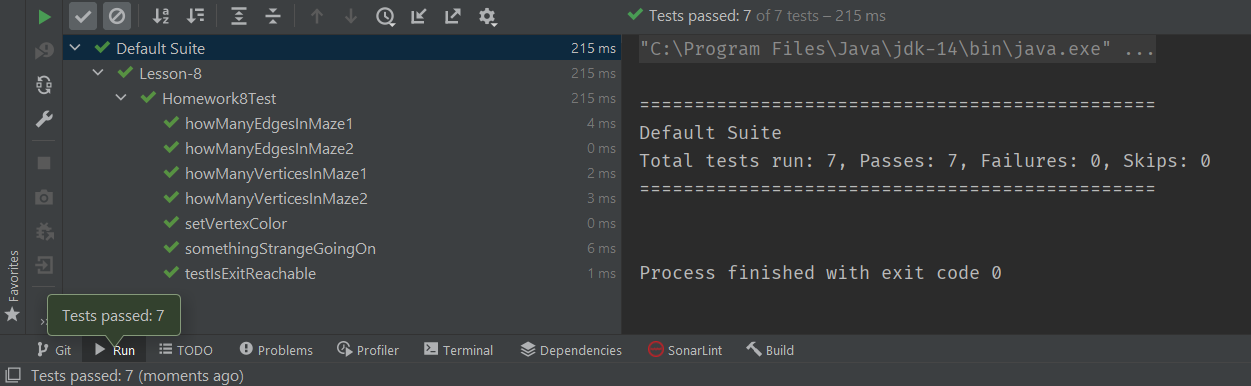 Tests passed: 7 of 7 tests – 215 ms
Default Suite 215 ms
Lesson-8 215 ms
Homework8Test 215 ms
howManyEdgesInMaze1 4 ms
howManyEdgesInMaze2 0 ms
howManyVerticesInMaze1 2 ms
howManyVerticesInMaze2 3 ms
setVertexColor 0 ms
somethingStrangeGoingOn 6 ms
testIsExitReachable 1 ms
"C:\Program Files\Java\jdk-14\bin\java.exe" ...
===============================================
Default Suite
Total tests run: 7, Passes: 7, Failures: 0, Skips: 0
===============================================
Process finished with exit code 0
Favorites
Tests passed: 7
Git Run TODO Problems Profiler Terminal Dependencies SonarLint Build
Tests passed: 7 (moments ago)